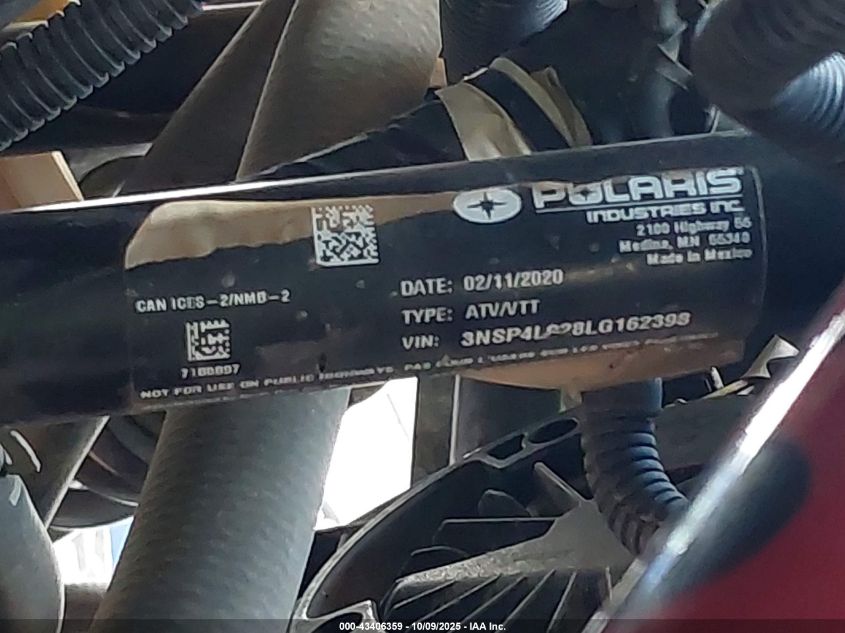 POLARIS
INDUSTRIES INC.
2100 Highway 55
Medina, MN 55340
Made in Mexico
CAN ICES-2/NMB-2
DATE: 02/11/2020
TYPE: ATV/VTT
VIN:
NOT FOR USE ON PUBLIC HIGHWAYS. PAS POUR
000-43406359 - 10/09/2025 - IAA Inc.